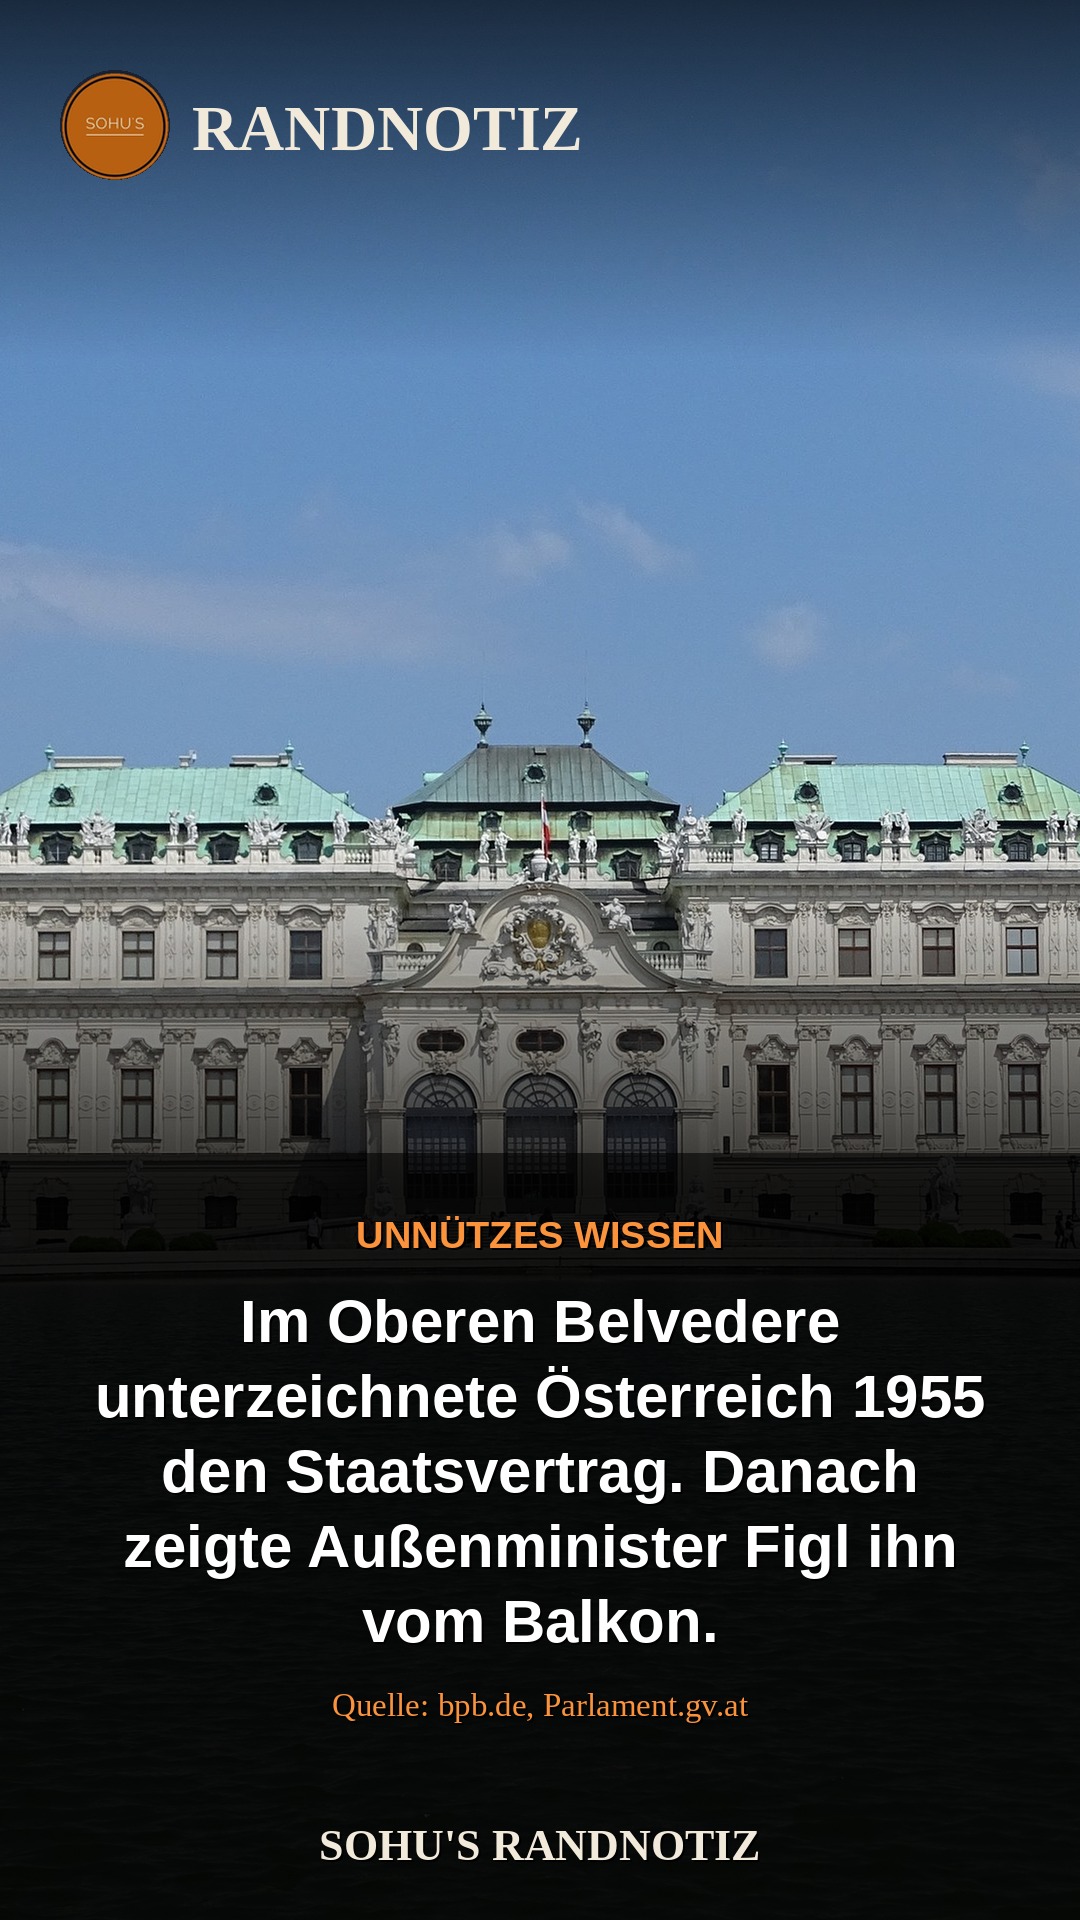 SOHU'S
RANDNOTIZ
UNNÜTZES WISSEN
Im Oberen Belvedere
unterzeichnete Österreich 1955
den Staatsvertrag. Danach
zeigte Außenminister Figl ihn
vom Balkon.
Quelle: bpb.de, Parlament.gv.at
SOHU'S RANDNOTIZ